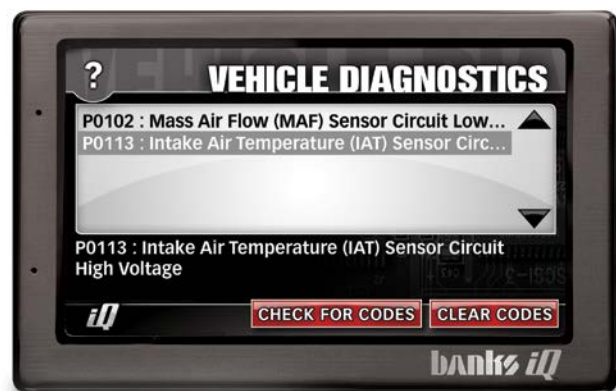 ?
VEHICLE DIAGNOSTICS
P0102 : Mass Air Flow (MAF) Sensor Circuit Low...
P0113 : Intake Air Temperature (IAT) Sensor Circ...
P0113 : Intake Air Temperature (IAT) Sensor Circuit
High Voltage
iQ
CHECK FOR CODES
CLEAR CODES
banks iQ